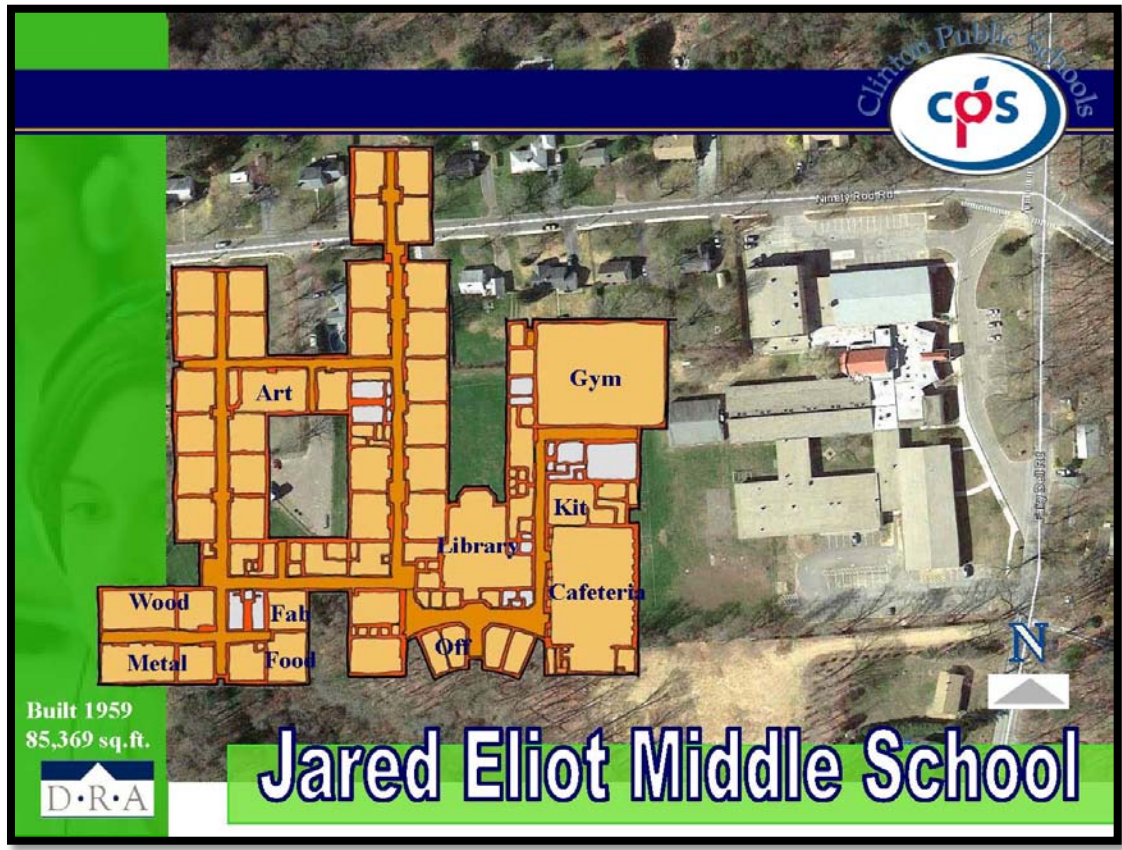 Clinton Public Schools
cps
Ninety Rod Rd
Art
Gym
Kit
Library
Wood
Fab
Cafeteria
Off
Metal
Food
N
Built 1959
85,369 sq.ft.
D·R·A
Jared Eliot Middle School